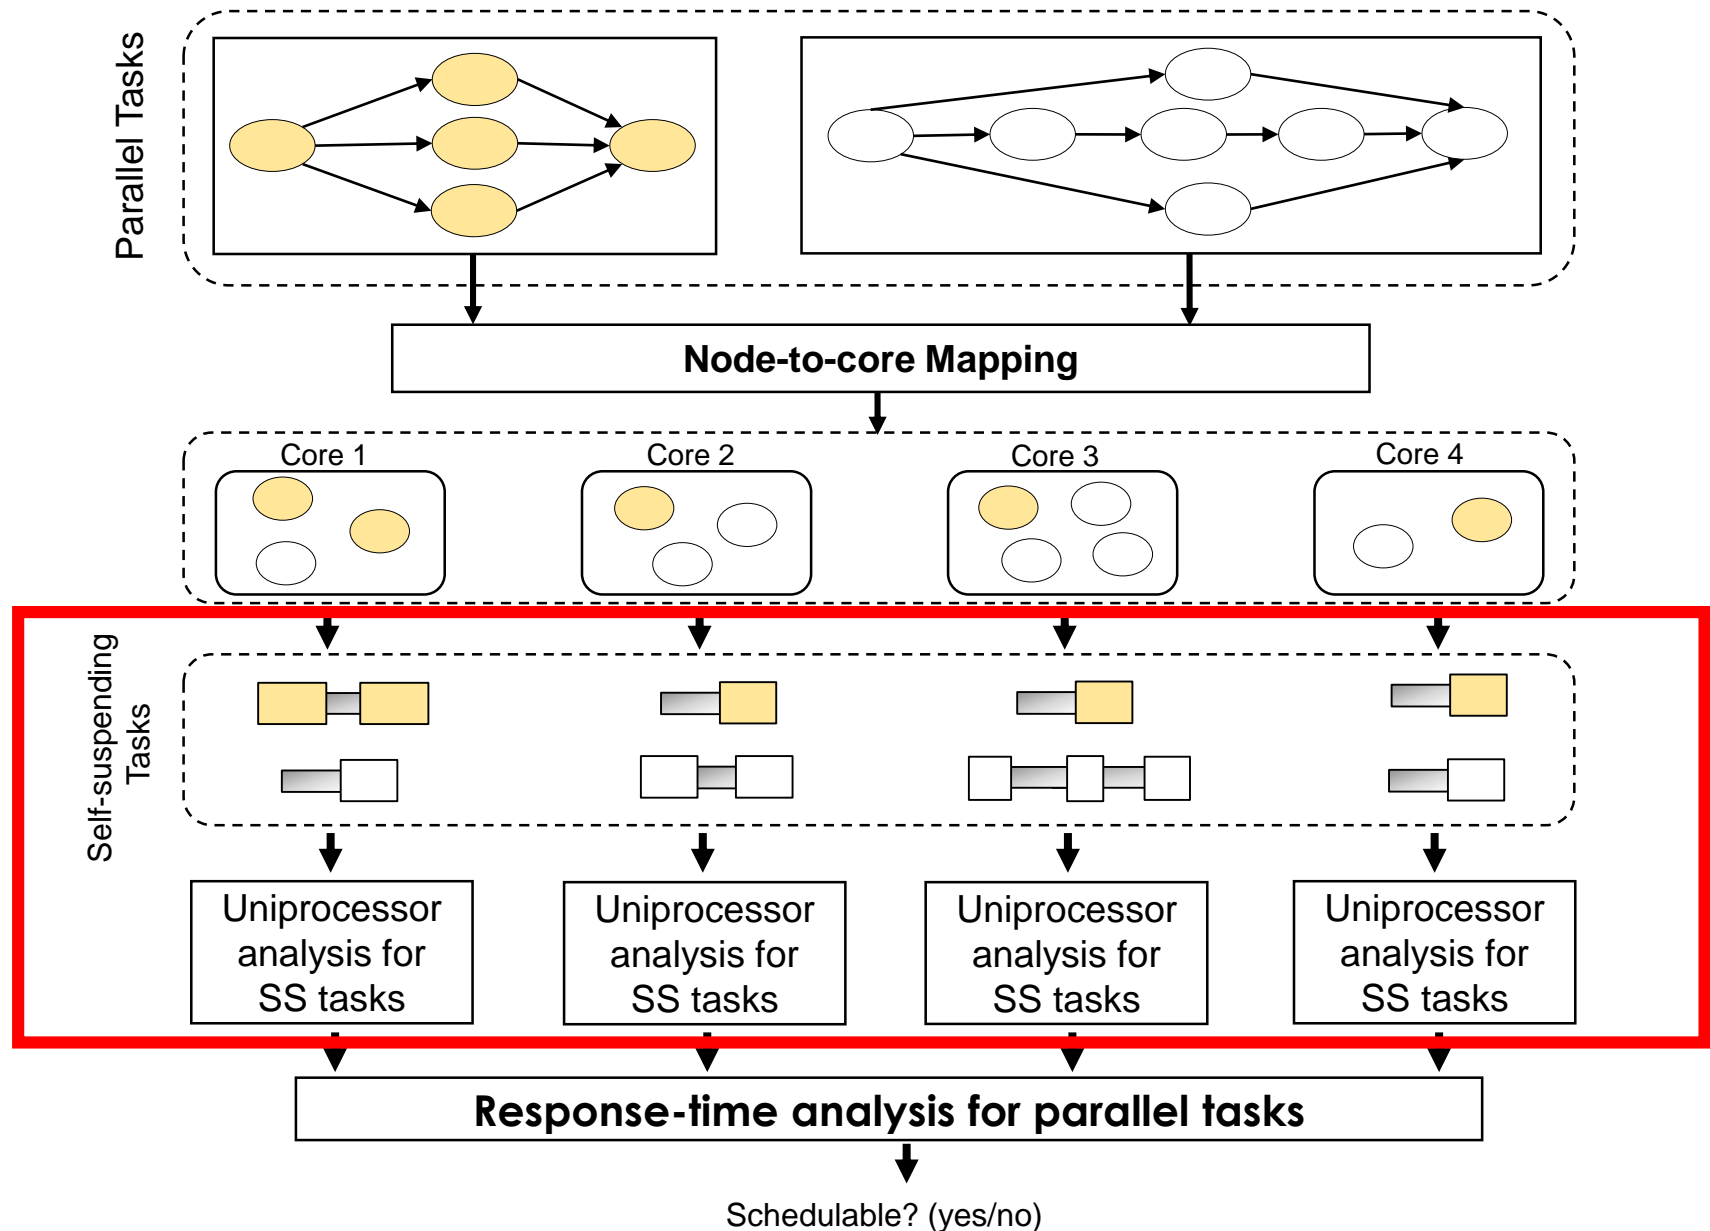 Parallel Tasks
Node-to-core Mapping
Core 1
Core 2
Core 3
Core 4
Self-suspending
Tasks
Uniprocessor
analysis for
SS tasks
Uniprocessor
analysis for
SS tasks
Uniprocessor
analysis for
SS tasks
Uniprocessor
analysis for
SS tasks
Response-time analysis for parallel tasks
Schedulable? (yes/no)